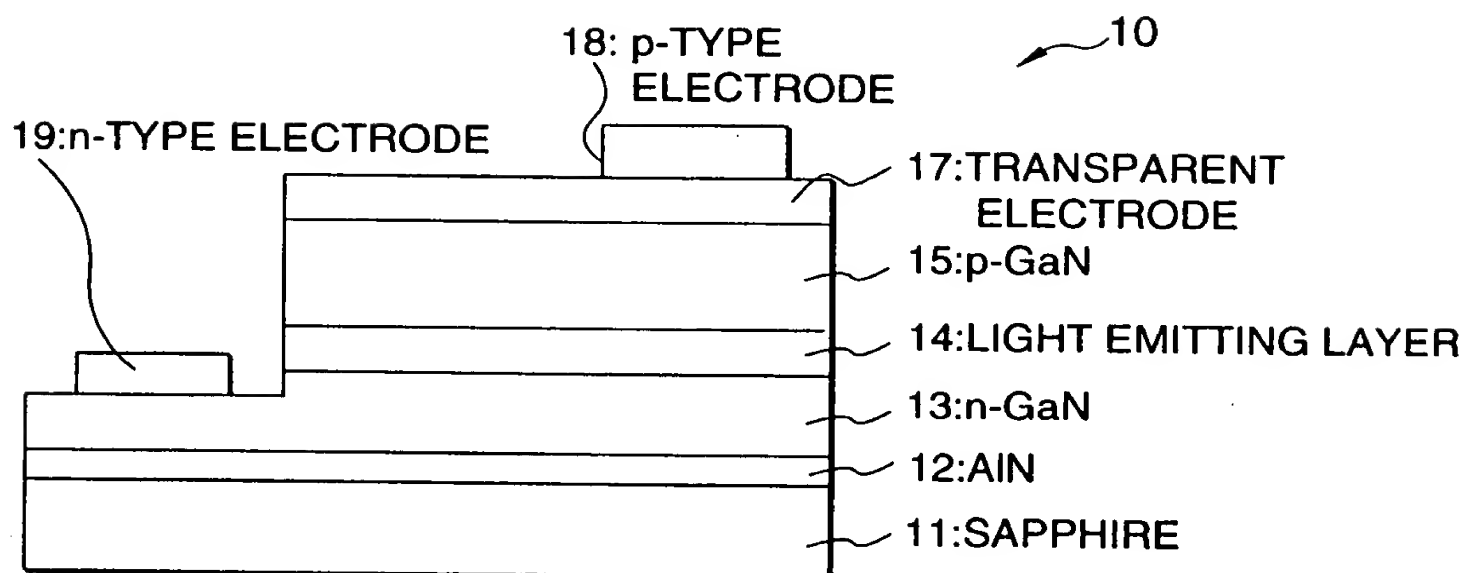 10
18: p-TYPE
ELECTRODE
19:n-TYPE ELECTRODE
17:TRANSPARENT
ELECTRODE
15:p-GaN
14:LIGHT EMITTING LAYER
13:n-GaN
12:AlN
11:SAPPHIRE